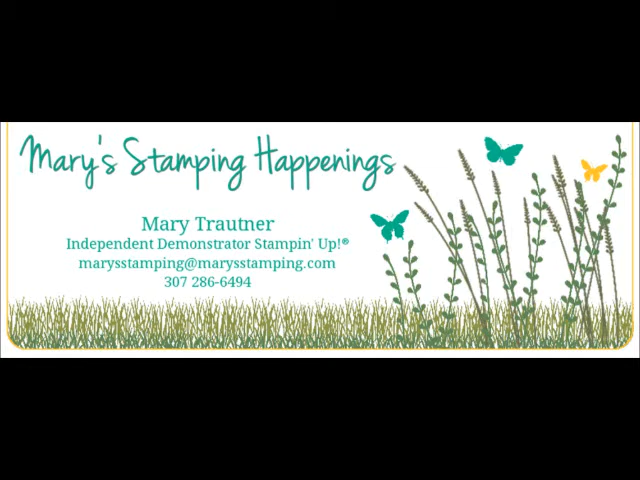 Mary's Stamping Happenings
Mary Trautner
Independent Demonstrator Stampin' Up!®
marysstamping@marysstamping.com
307 286-6494